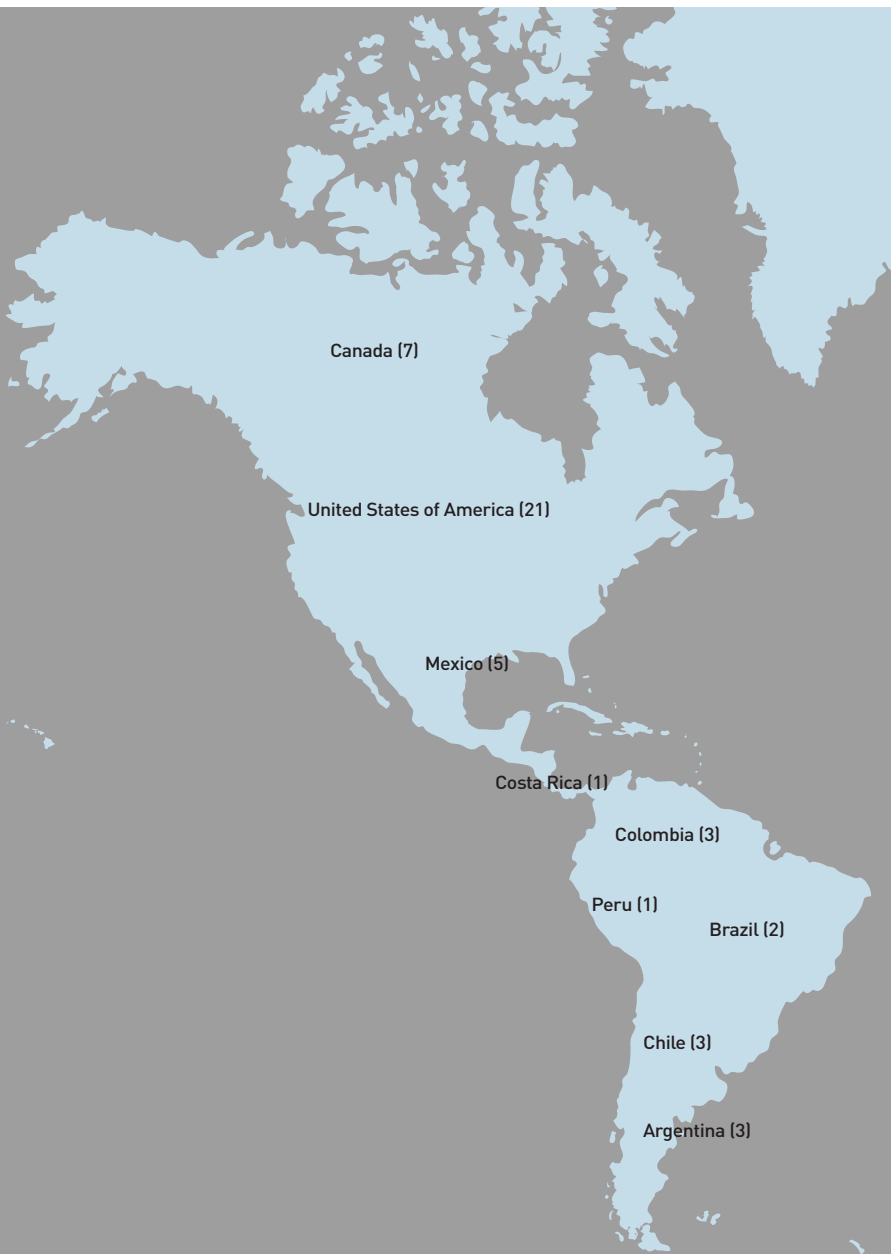 Canada (7)
United States of America (21)
Mexico (5)
Costa Rica (1)
Colombia (3)
Peru (1)
Brazil (2)
Chile (3)
Argentina (3)